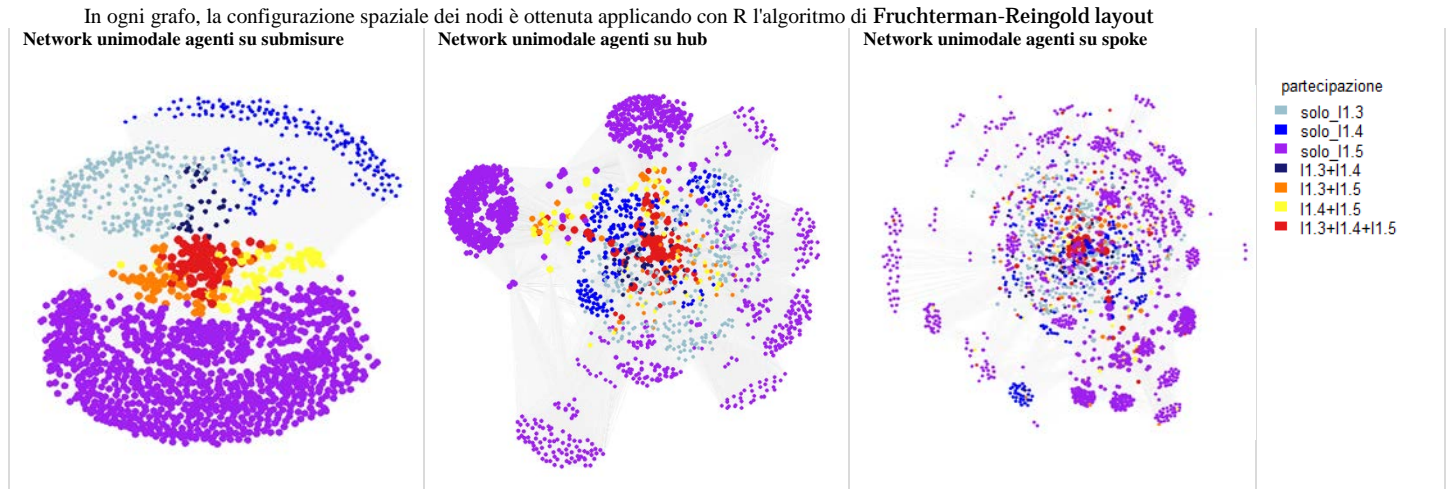 In ogni grafo, la configurazione spaziale dei nodi è ottenuta applicando con R l'algoritmo di Fruchterman-Reingold layout
Network unimodale agenti su submisure
Network unimodale agenti su hub
Network unimodale agenti su spoke
partecipazione
solo_I1.3
solo_I1.4
solo_I1.5
I1.3+I1.4
I1.3+I1.5
I1.4+I1.5
I1.3+I1.4+I1.5